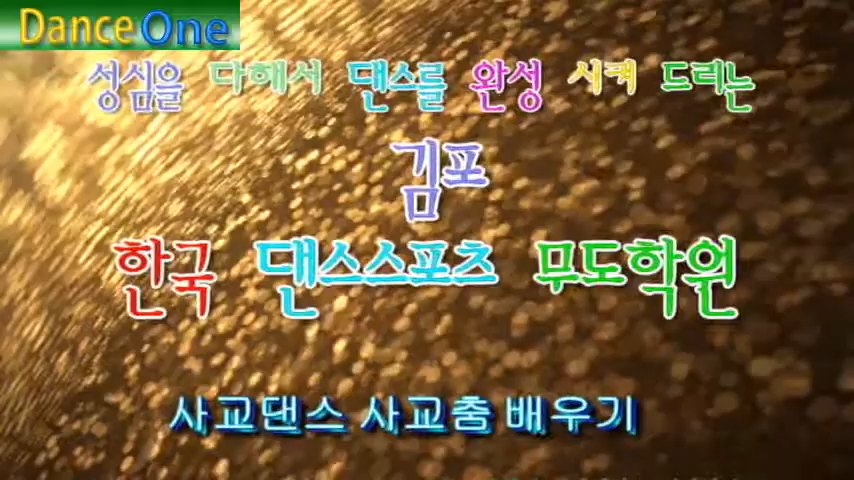 Dance One
성심을 다해서 댄스를 완성 시켜 드리는
김포
한국 댄스스포츠 무도학원
사교댄스 사교춤 배우기